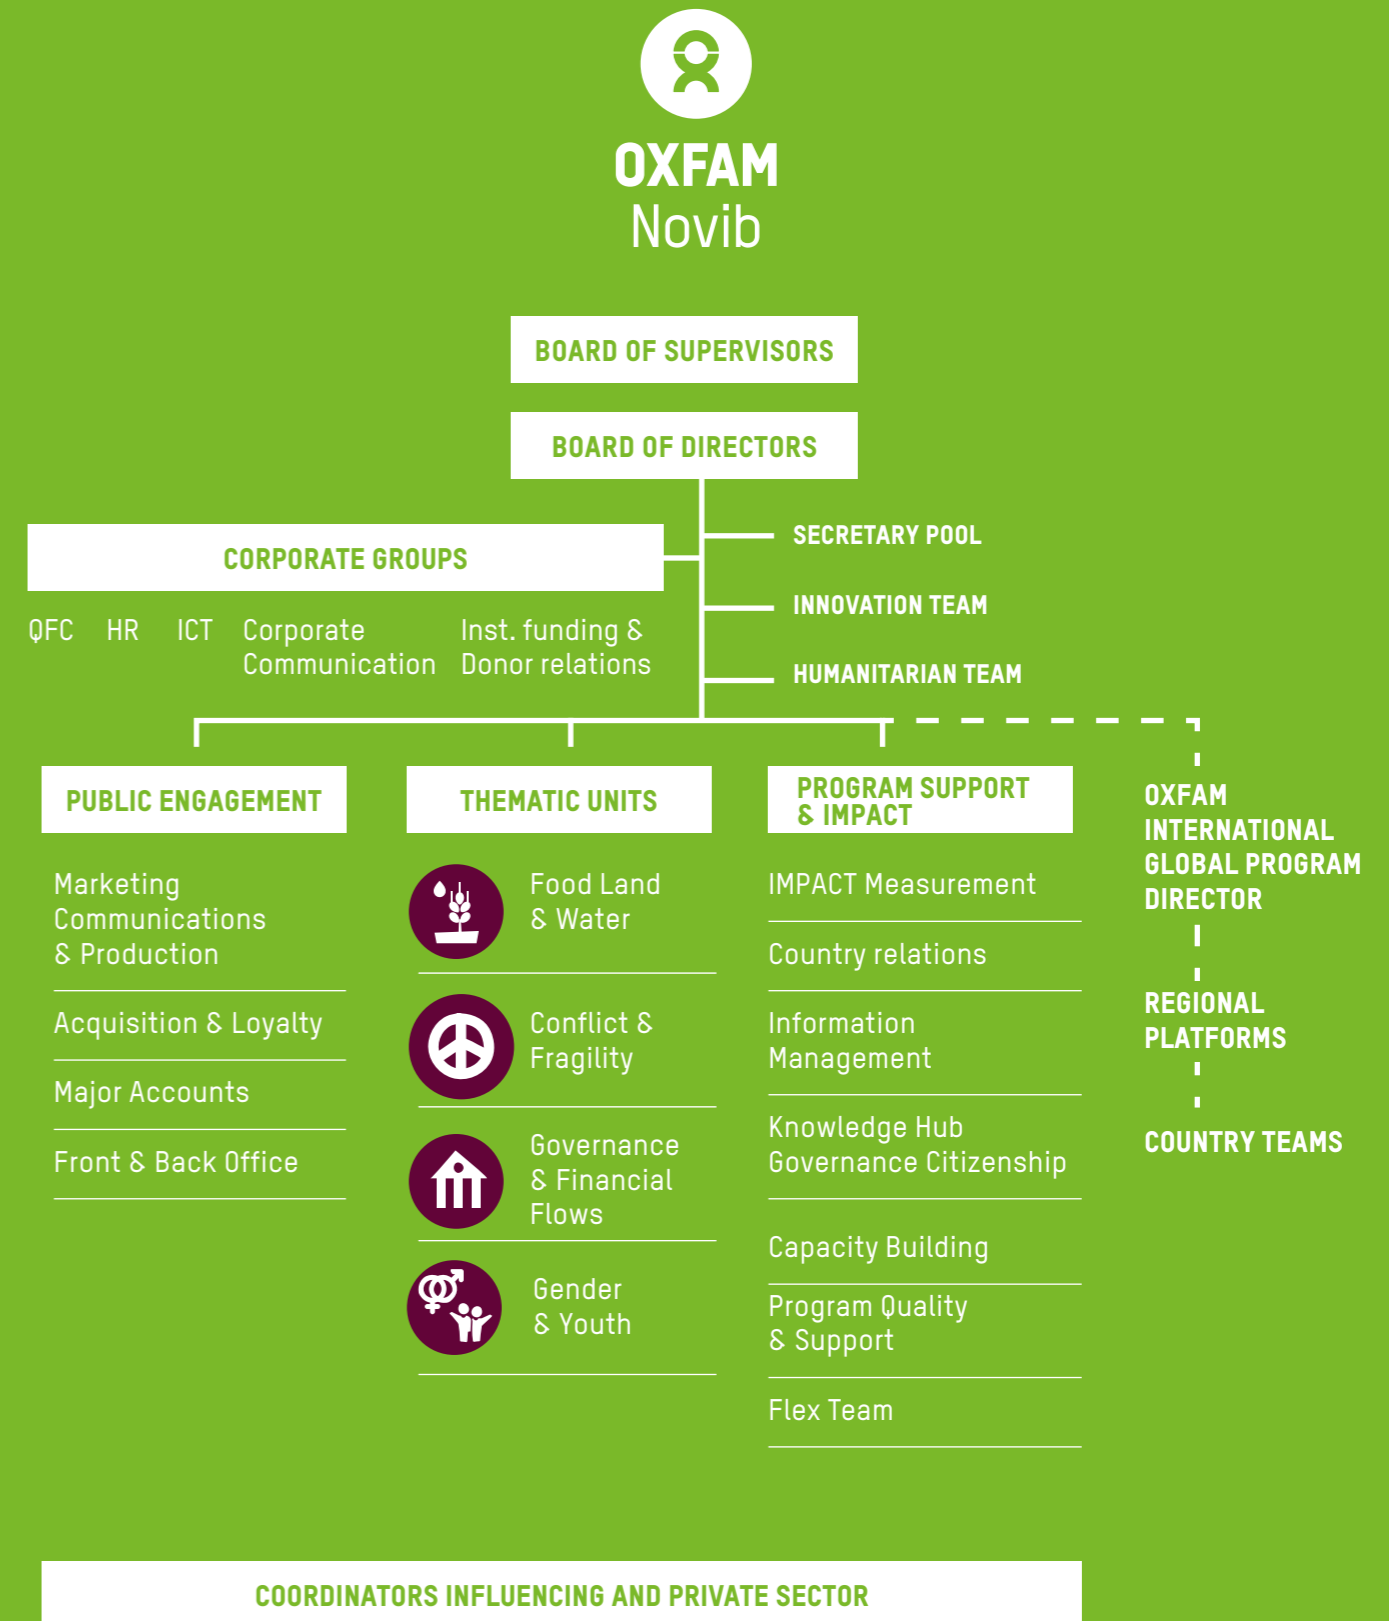 OXFAM
Novib
BOARD OF SUPERVISORS
BOARD OF DIRECTORS
SECRETARY POOL
INNOVATION TEAM
HUMANITARIAN TEAM
CORPORATE GROUPS
QFC
HR
ICT
Corporate
Communication
Inst. funding &
Donor relations
PUBLIC ENGAGEMENT
Marketing
Communications
& Production
Acquisition & Loyalty
Major Accounts
Front & Back Office
THEMATIC UNITS
Food Land
& Water
Conflict &
Fragility
Governance
& Financial
Flows
Gender
& Youth
PROGRAM SUPPORT
& IMPACT
IMPACT Measurement
Country relations
Information
Management
Knowledge Hub
Governance Citizenship
Capacity Building
Program Quality
& Support
Flex Team
OXFAM
INTERNATIONAL
GLOBAL PROGRAM
DIRECTOR
REGIONAL
PLATFORMS
COUNTRY TEAMS
COORDINATORS INFLUENCING AND PRIVATE SECTOR